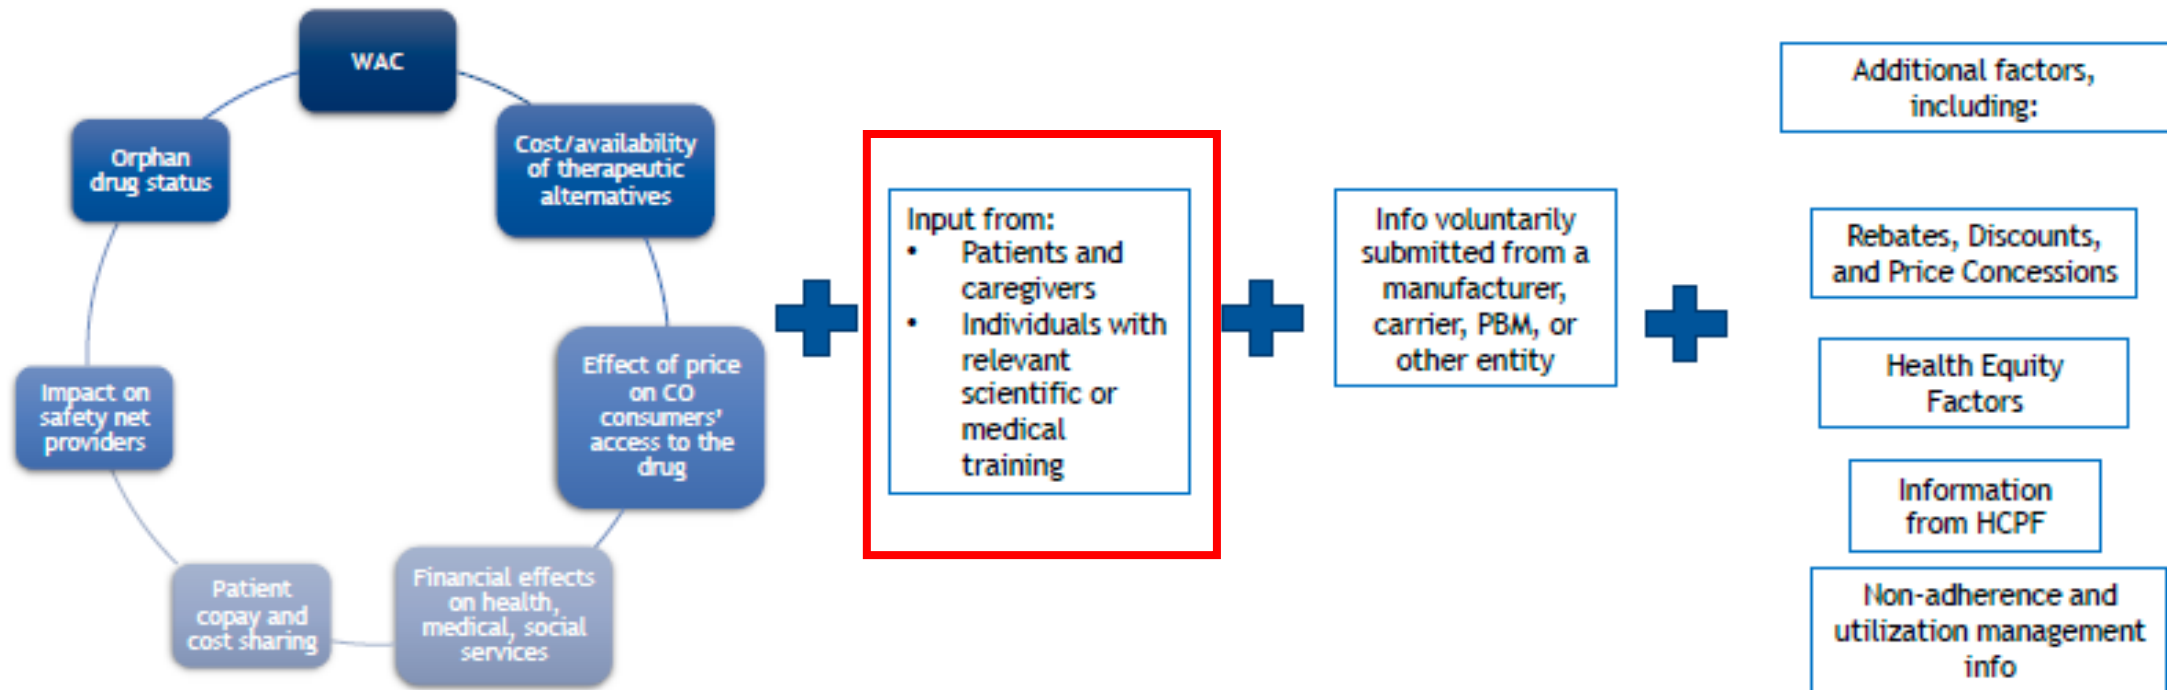 WAC
Cost/availability
of therapeutic
alternatives
Effect of price
on CO
consumers'
access to the
drug
Financial effects
on health,
medical, social
services
Patient
copay and
cost sharing
Impact on
safety net
providers
Orphan
drug status
Input from:
• Patients and
caregivers
• Individuals with
relevant
scientific or
medical
training
Info voluntarily
submitted from a
manufacturer,
carrier, PBM, or
other entity
Additional factors,
including:
Rebates, Discounts,
and Price Concessions
Health Equity
Factors
Information
from HCPF
Non-adherence and
utilization management
info